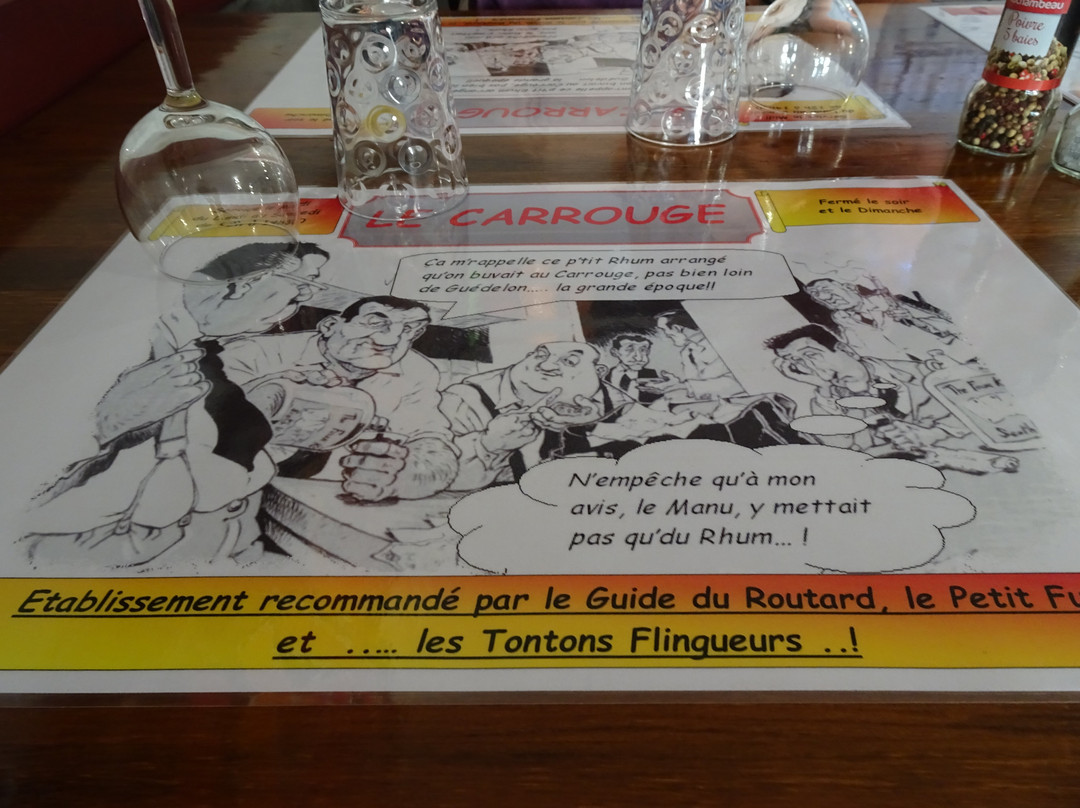 Poivre
5 baies
LE CARROUGE
Fermé le soir
et le Dimanche
Ca m'rappelle ce p'tit Rhum arrangé
qu'on buvait au Carrouge, pas bien loin
de Guédelon..... la grande époque!!
N'empêche qu'à mon
avis, le Manu, y mettait
pas qu'du Rhum... !
Etablissement recommandé par le Guide du Routard, le Petit Fu
et ..... les Tontons Flingueurs ..!